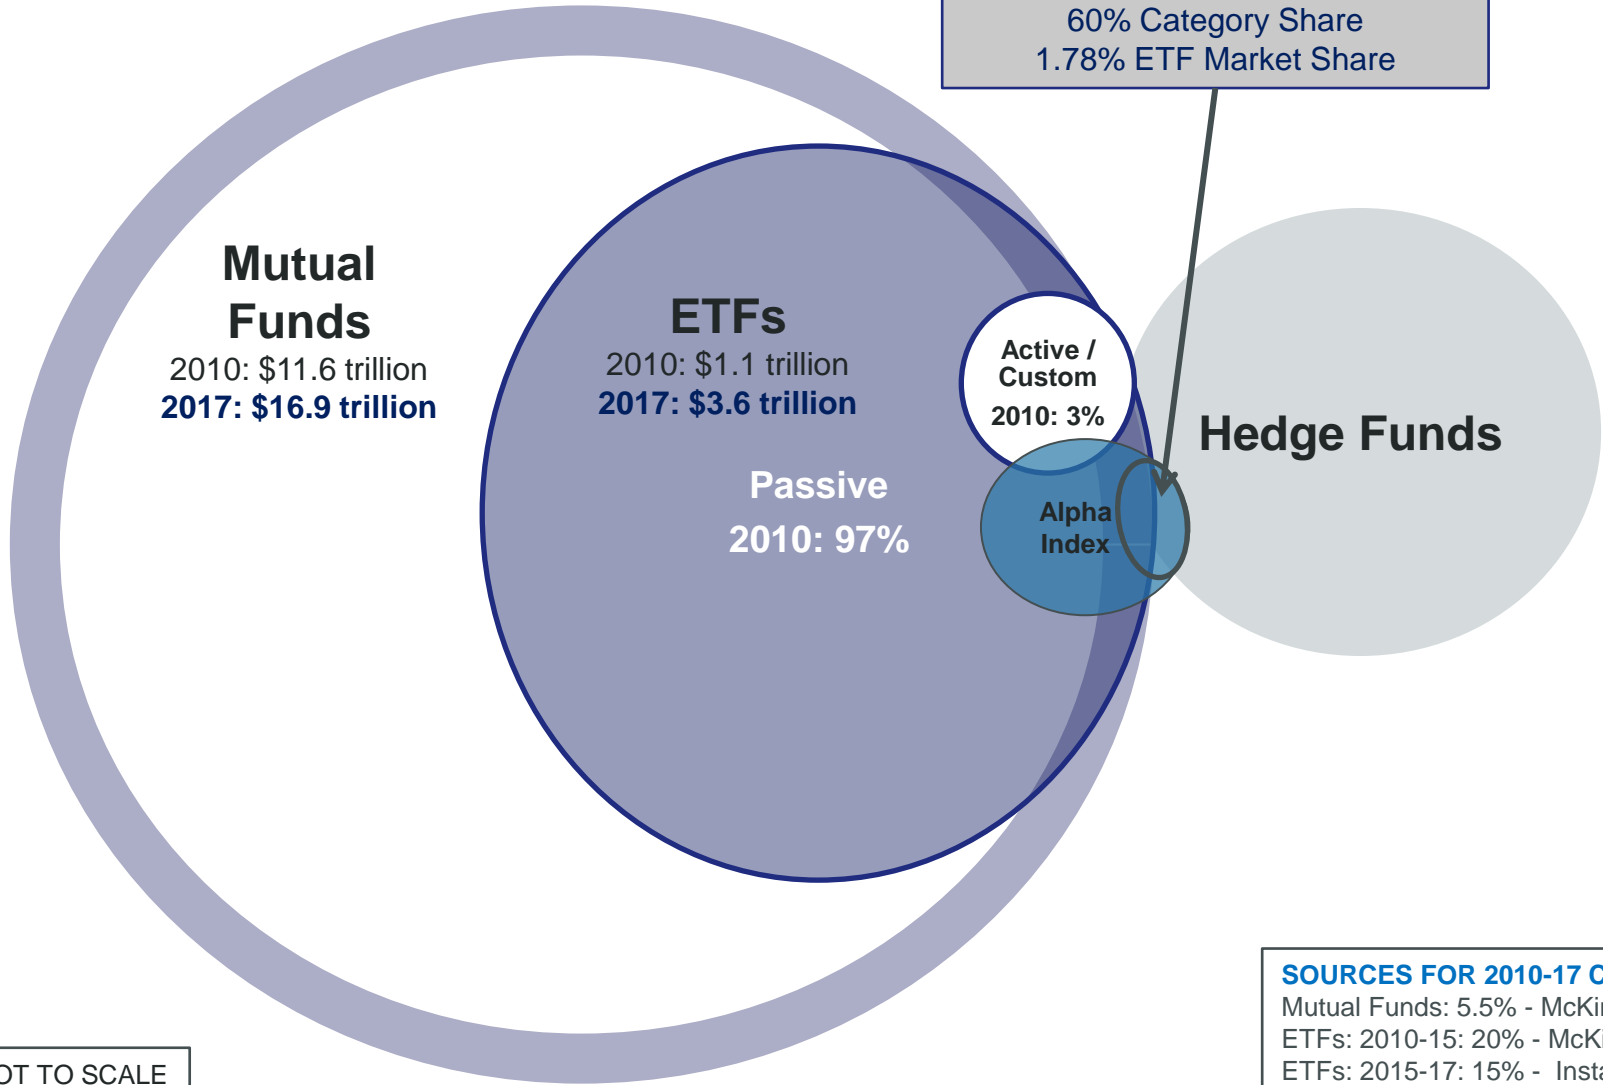 60% Category Share
1.78% ETF Market Share
Mutual
Funds
2010: $11.6 trillion
2017: $16.9 trillion
ETFs
2010: $1.1 trillion
2017: $3.6 trillion
Passive
2010: 97%
Active /
Custom
2010: 3%
Alpha
Index
Hedge Funds
SOURCES FOR 2010-17
Mutual Funds: 5.5% -
ETFs: 2010-15: 20% -
ETFs: 2015-17: 15% -
TO SCALE